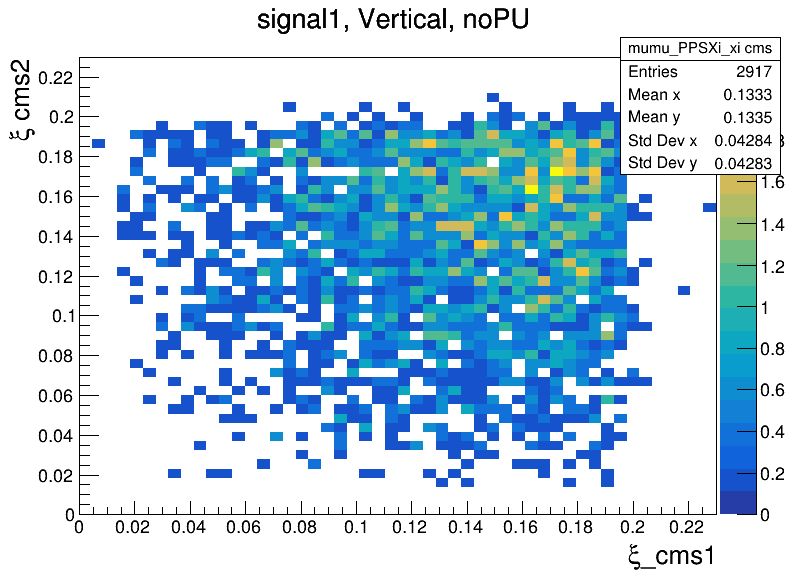 signal1, Vertical, noPU
mumu_PPSXi_xi cms
Entries 2917
Mean x 0.1333
Mean y 0.1335
Std Dev x 0.04284
Std Dev y 0.04283
ξ cms2
0.22
0.2
0.18
0.16
0.14
0.12
0.1
0.08
0.06
0.04
0.02
0
0 0.02 0.04 0.06 0.08 0.1 0.12 0.14 0.16 0.18 0.2 0.22
ξ_cms1
1.6
1.4
1.2
1
0.8
0.6
0.4
0.2
0